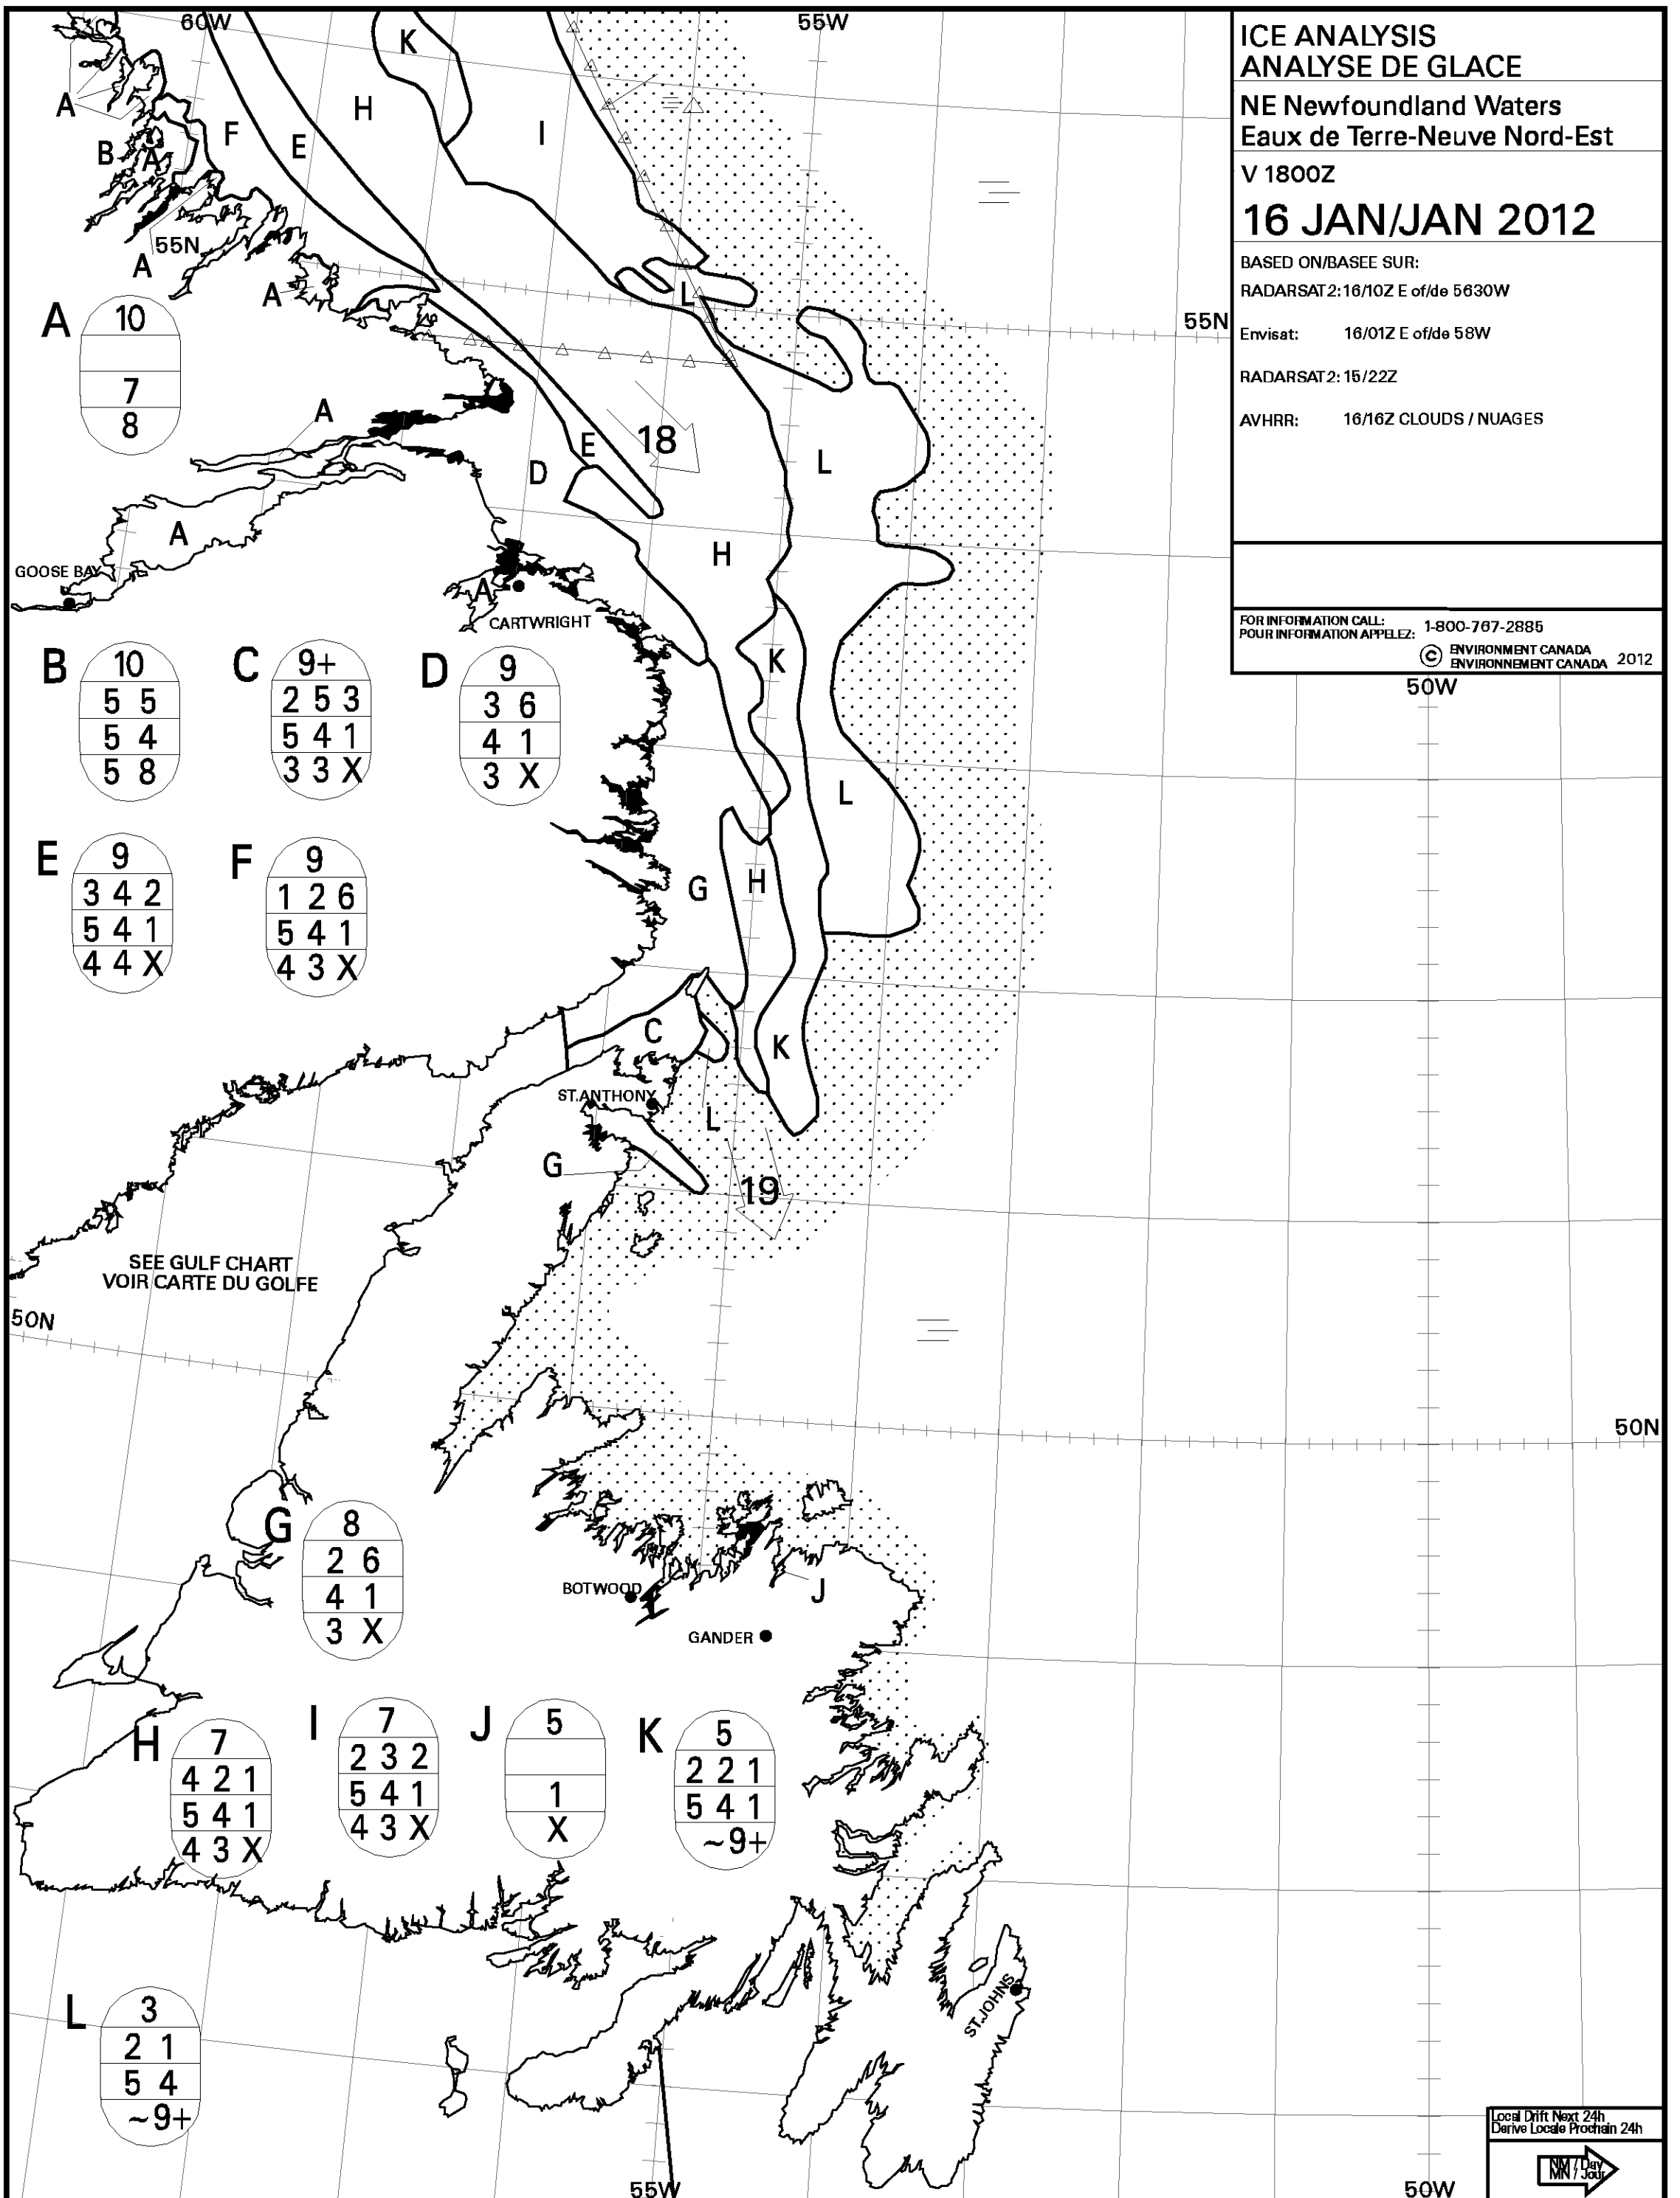 60W
55W
ICE ANALYSIS
ANALYSE DE GLACE
NE Newfoundland Waters
Eaux de Terre-Neuve Nord-Est
V 1800Z
16 JAN/JAN 2012
BASED ON/BASEE SUR:
RADARSAT2: 16/10Z E of/de 5630W
Envisat: 16/01Z E of/de 58W
RADARSAT2: 15/22Z
AVHRR: 16/16Z CLOUDS / NUAGES
FOR INFORMATION CALL:
POUR INFORMATION APPELEZ: 1-800-767-2885
© ENVIRONMENT CANADA
ENVIRONNEMENT CANADA 2012
K
A
H
F
E
I
B
A
55N
A
A
L
55N
A
10
7
8
A
E
18
L
D
A
H
GOOSE BAY
A
CARTWRIGHT
K
50W
B
10
5 5
5 4
5 8
C
9+
2 5 3
5 4 1
3 3 X
D
9
3 6
4 1
3 X
L
E
9
3 4 2
5 4 1
4 4 X
F
9
1 2 6
5 4 1
4 3 X
G
H
C
K
ST.ANTHONY
L
G
19
SEE GULF CHART
VOIR CARTE DU GOLFE
50N
50N
G
8
2 6
4 1
3 X
BOTWOOD
J
GANDER
H
7
4 2 1
5 4 1
4 3 X
I
7
2 3 2
5 4 1
4 3 X
J
5
1
X
K
5
2 2 1
5 4 1
~9+
ST.JOHNS
L
3
2 1
5 4
~9+
Local Drift Next 24h
Derive Locale Prochain 24h
NM / Day
MN / Jour
55W
50W